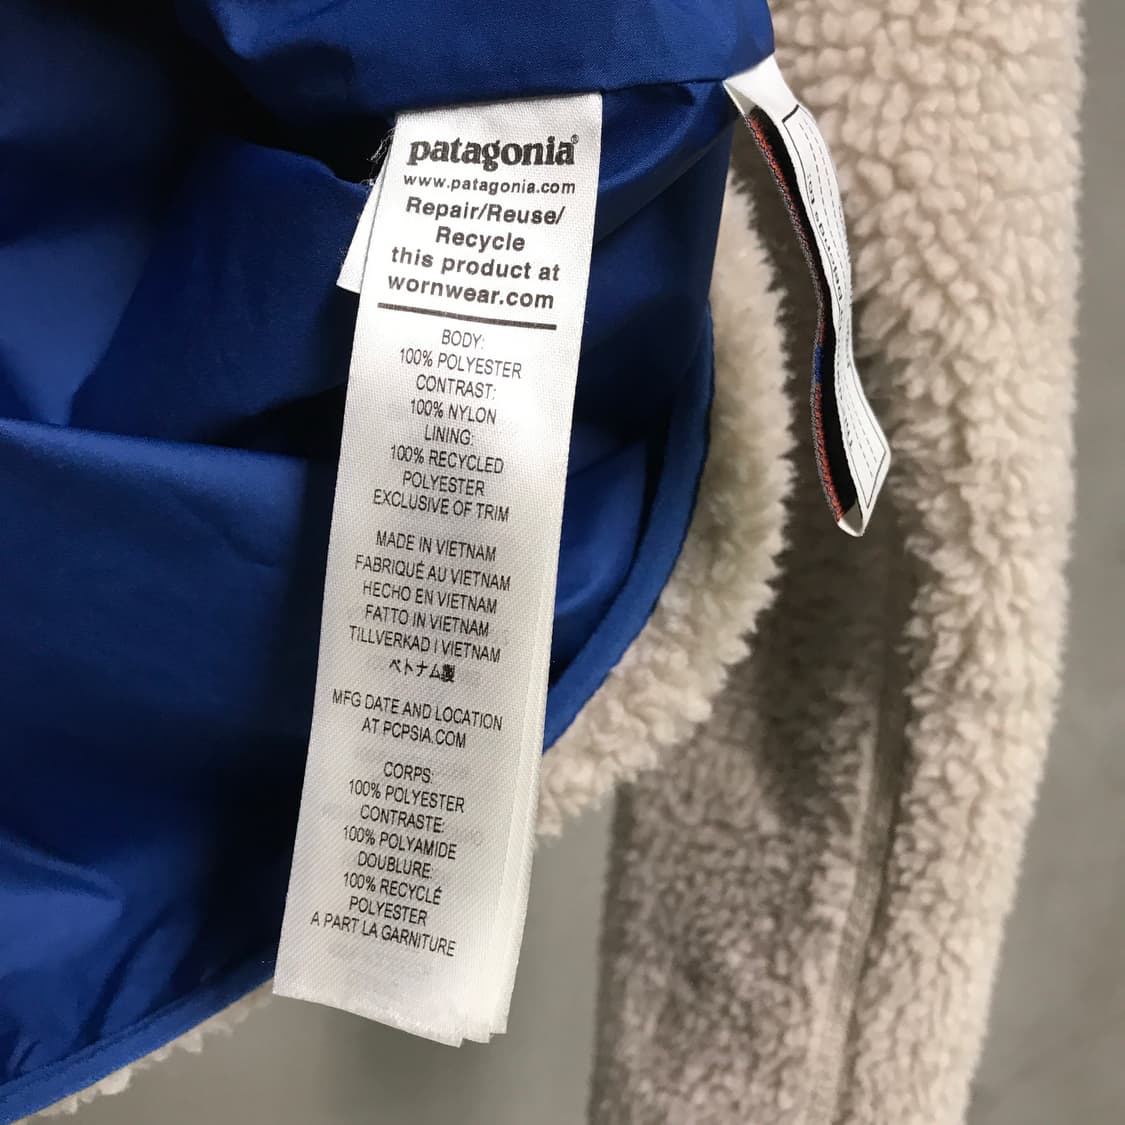 patagonia®
www.patagonia.com
Repair/Reuse/
Recycle
this product at
wornwear.com
BODY:
100% POLYESTER
CONTRAST:
100% NYLON
LINING:
100% RECYCLED
POLYESTER
EXCLUSIVE OF TRIM
MADE IN VIETNAM
FABRIQUÉ AU VIETNAM
HECHO EN VIETNAM
FATTO IN VIETNAM
TILLVERKAD I VIETNAM
ベトナム製
MFG DATE AND LOCATION
AT PCPSIA.COM
CORPS:
100% POLYESTER
CONTRASTE:
100% POLYAMIDE
DOUBLURE:
100% RECYCLÉ
POLYESTER
A PART LA GARNITURE